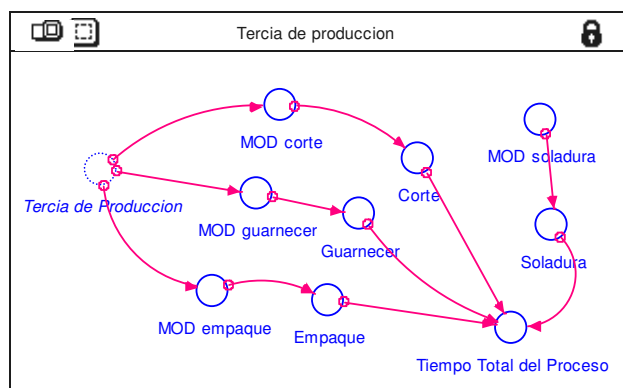 Tercia de produccion
MOD corte
MOD soladura
Corte
Tercia de Produccion
MOD guarnecer
Guarnecer
Soladura
MOD empaque
Empaque
Tiempo Total del Proceso